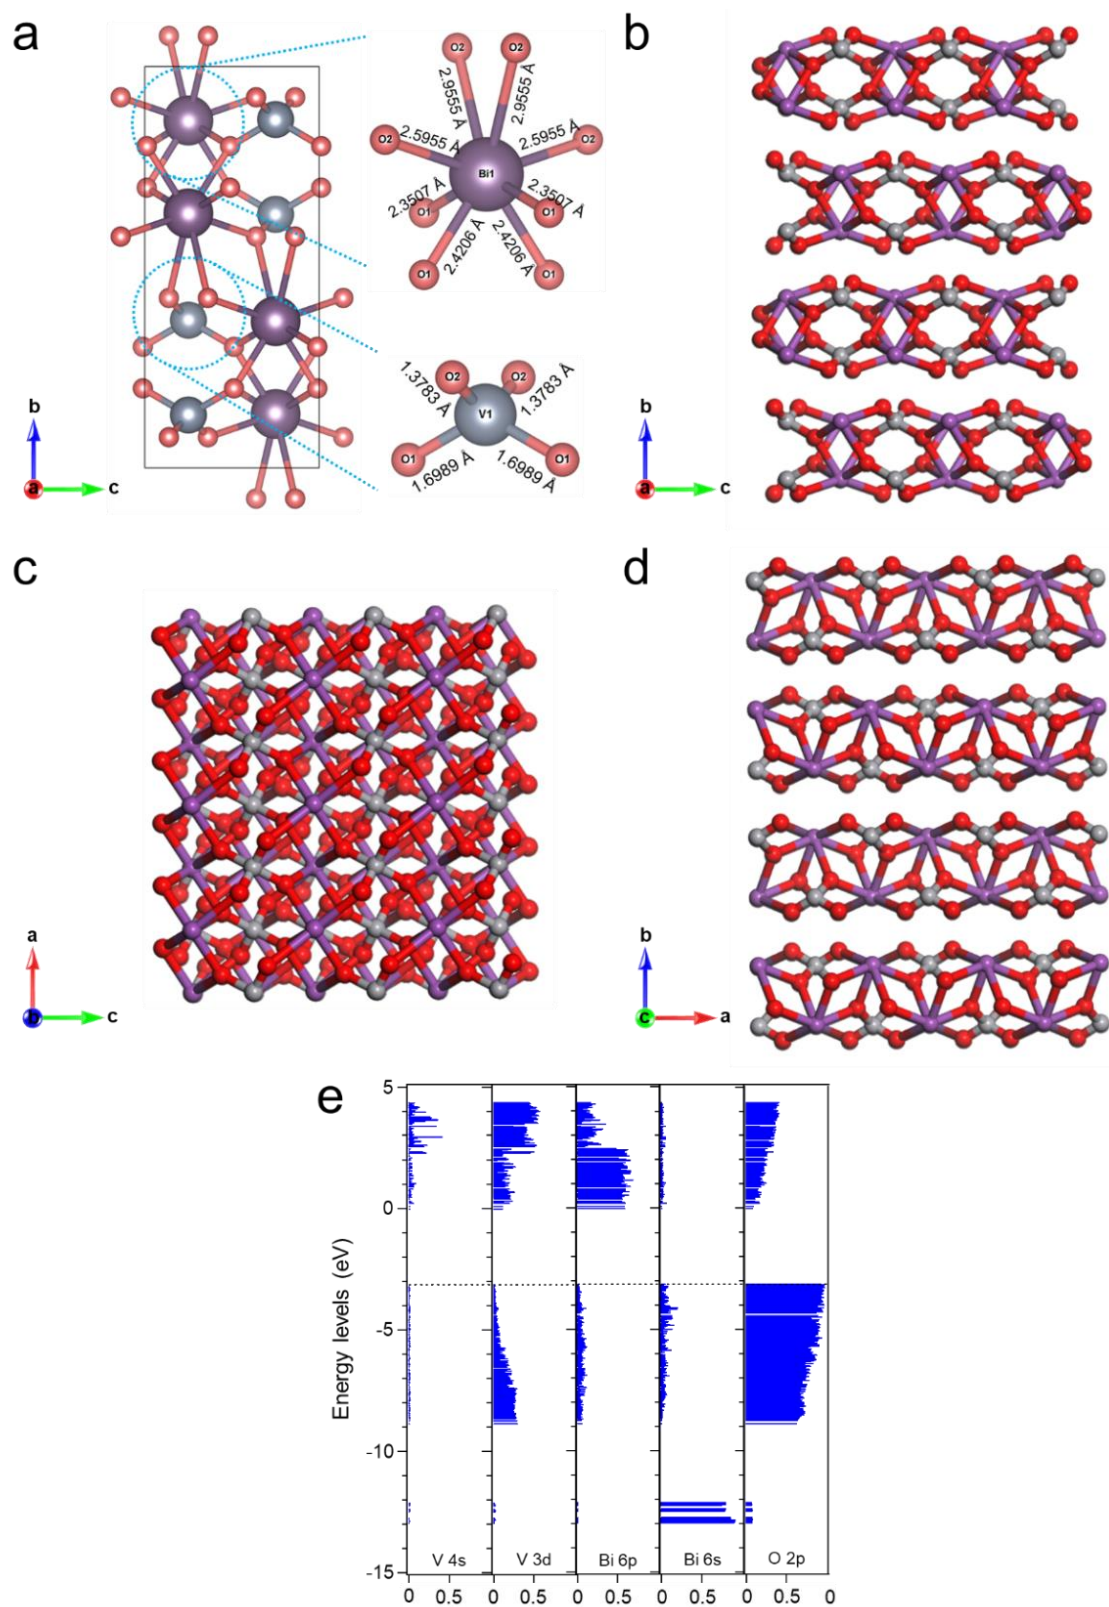 a
O2
O2
2.9555 Å
2.9555 Å
O2
2.5955 Å
2.5955 Å
O2
Bi1
2.3507 Å
2.3507 Å
O1
O1
2.4206 Å
2.4206 Å
O1
O1
O2
O2
1.3783 Å
1.3783 Å
V1
O1
O1
1.6989 Å
1.6989 Å
b
a
c
b
b
a
c
c
a
b
c
d
b
c
a
e
Energy levels (eV)
5
0
-5
-10
-15
V 4s
V 3d
Bi 6p
Bi 6s
O 2p
0 0.5 0 0.5 0 0.5 0 0.5 0 0.5 0